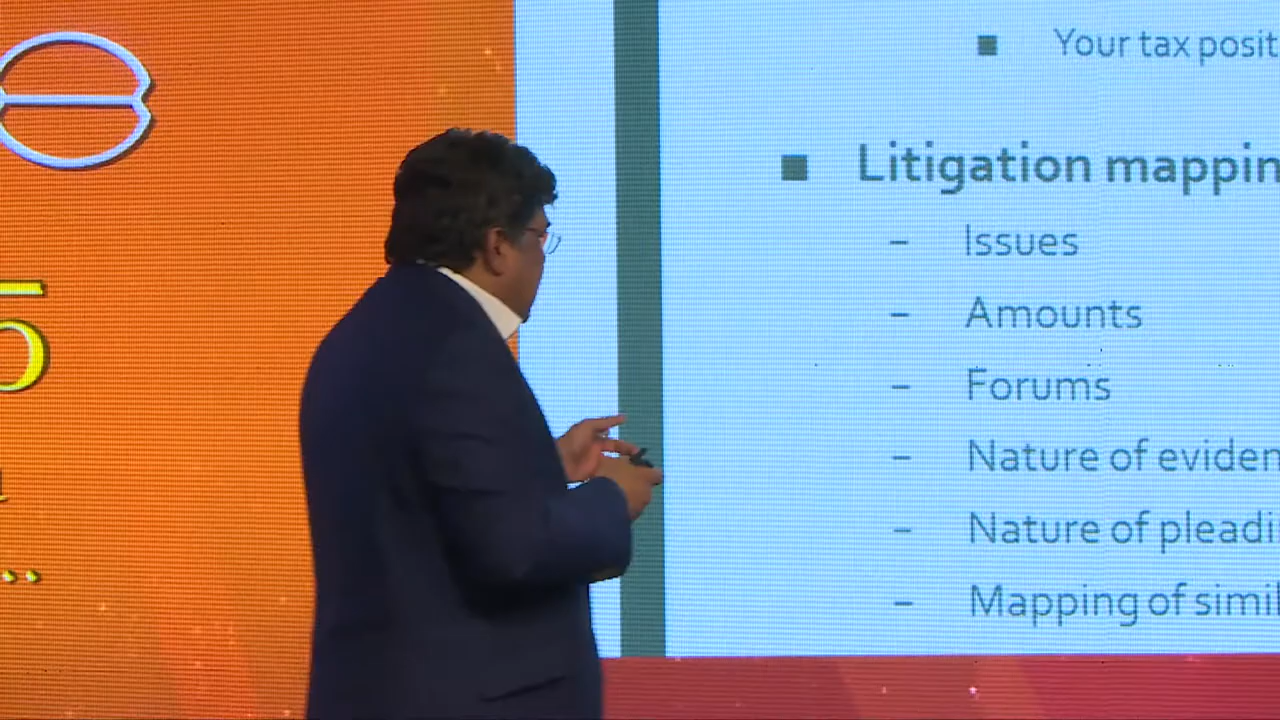 Your tax posit
Litigation mappin
– Issues
– Amounts
– Forums
– Nature of eviden
– Nature of pleadi
– Mapping of simil